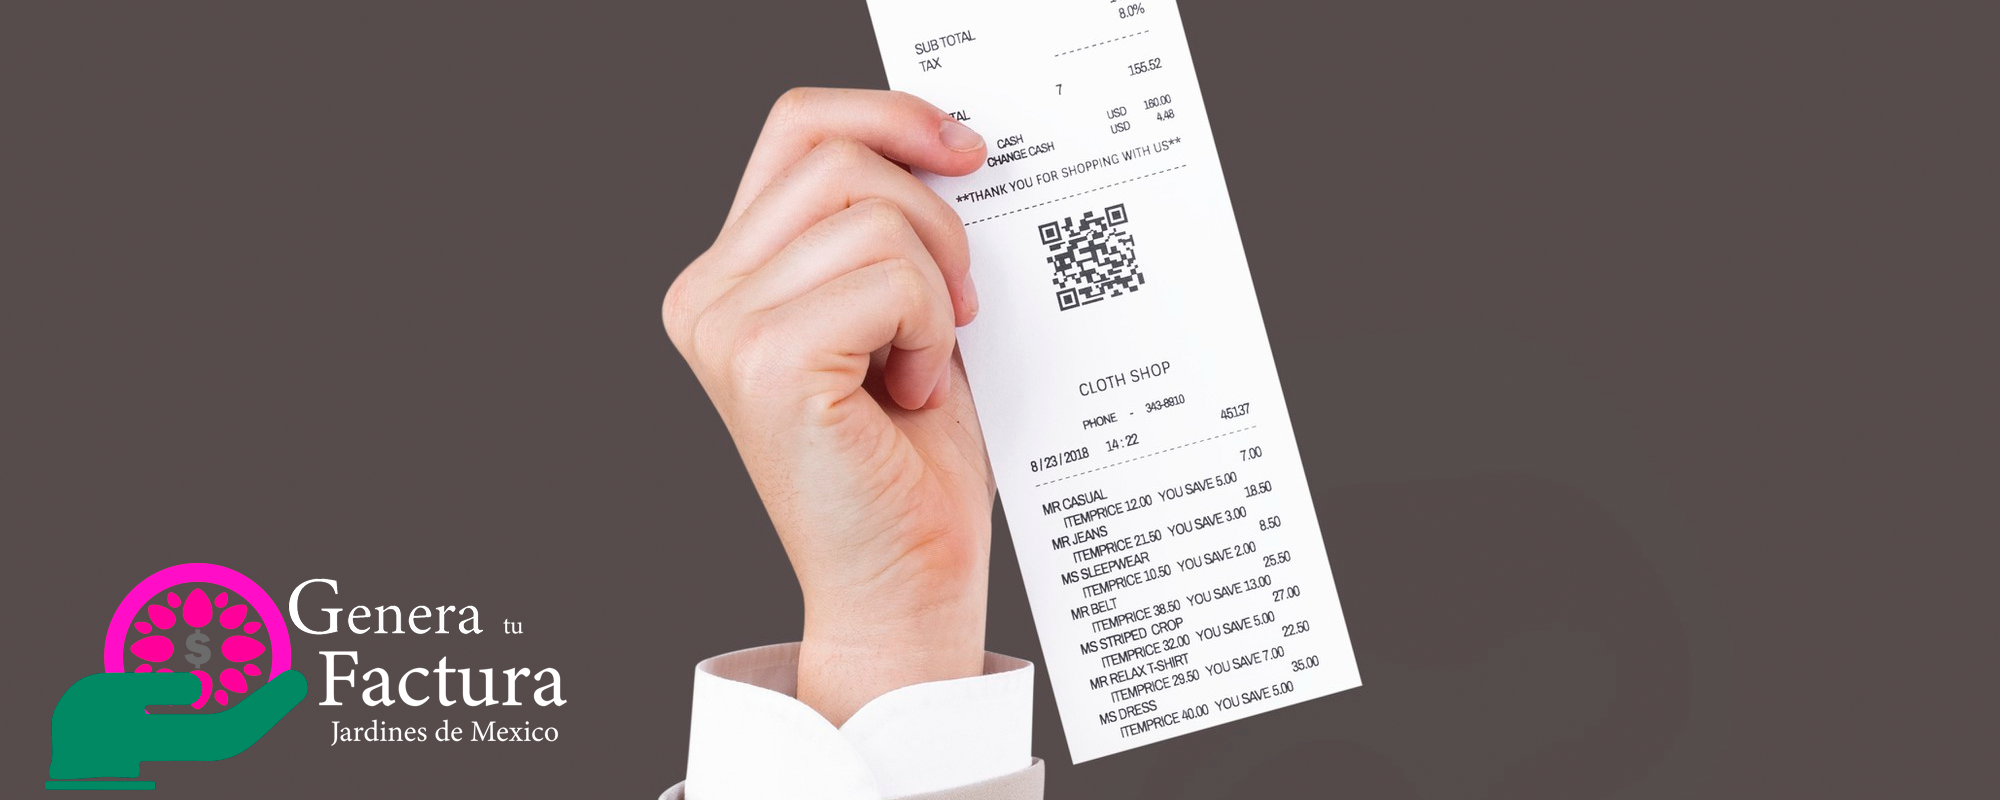 8.0%
SUB TOTAL
TAX
155.52
7
TAL
CASH USD 160.00
CHANGE CASH USD 4.48
**THANK YOU FOR SHOPPING WITH US**
CLOTH SHOP
PHONE - 343-8910
8/23/2018 14:22 45137
7.00
MR CASUAL
ITEMPRICE 12.00 YOU SAVE 5.00
18.50
MR JEANS
ITEMPRICE 21.50 YOU SAVE 3.00
8.50
MS SLEEPWEAR
ITEMPRICE 10.50 YOU SAVE 2.00
25.50
MR BELT
ITEMPRICE 38.50 YOU SAVE 13.00
27.00
MS STRIPED CROP
ITEMPRICE 32.00 YOU SAVE 5.00
22.50
MR RELAX T-SHIRT
ITEMPRICE 29.50 YOU SAVE 7.00
35.00
MS DRESS
ITEMPRICE 40.00 YOU SAVE 5.00
$
Genera tu
Factura
Jardines de Mexico